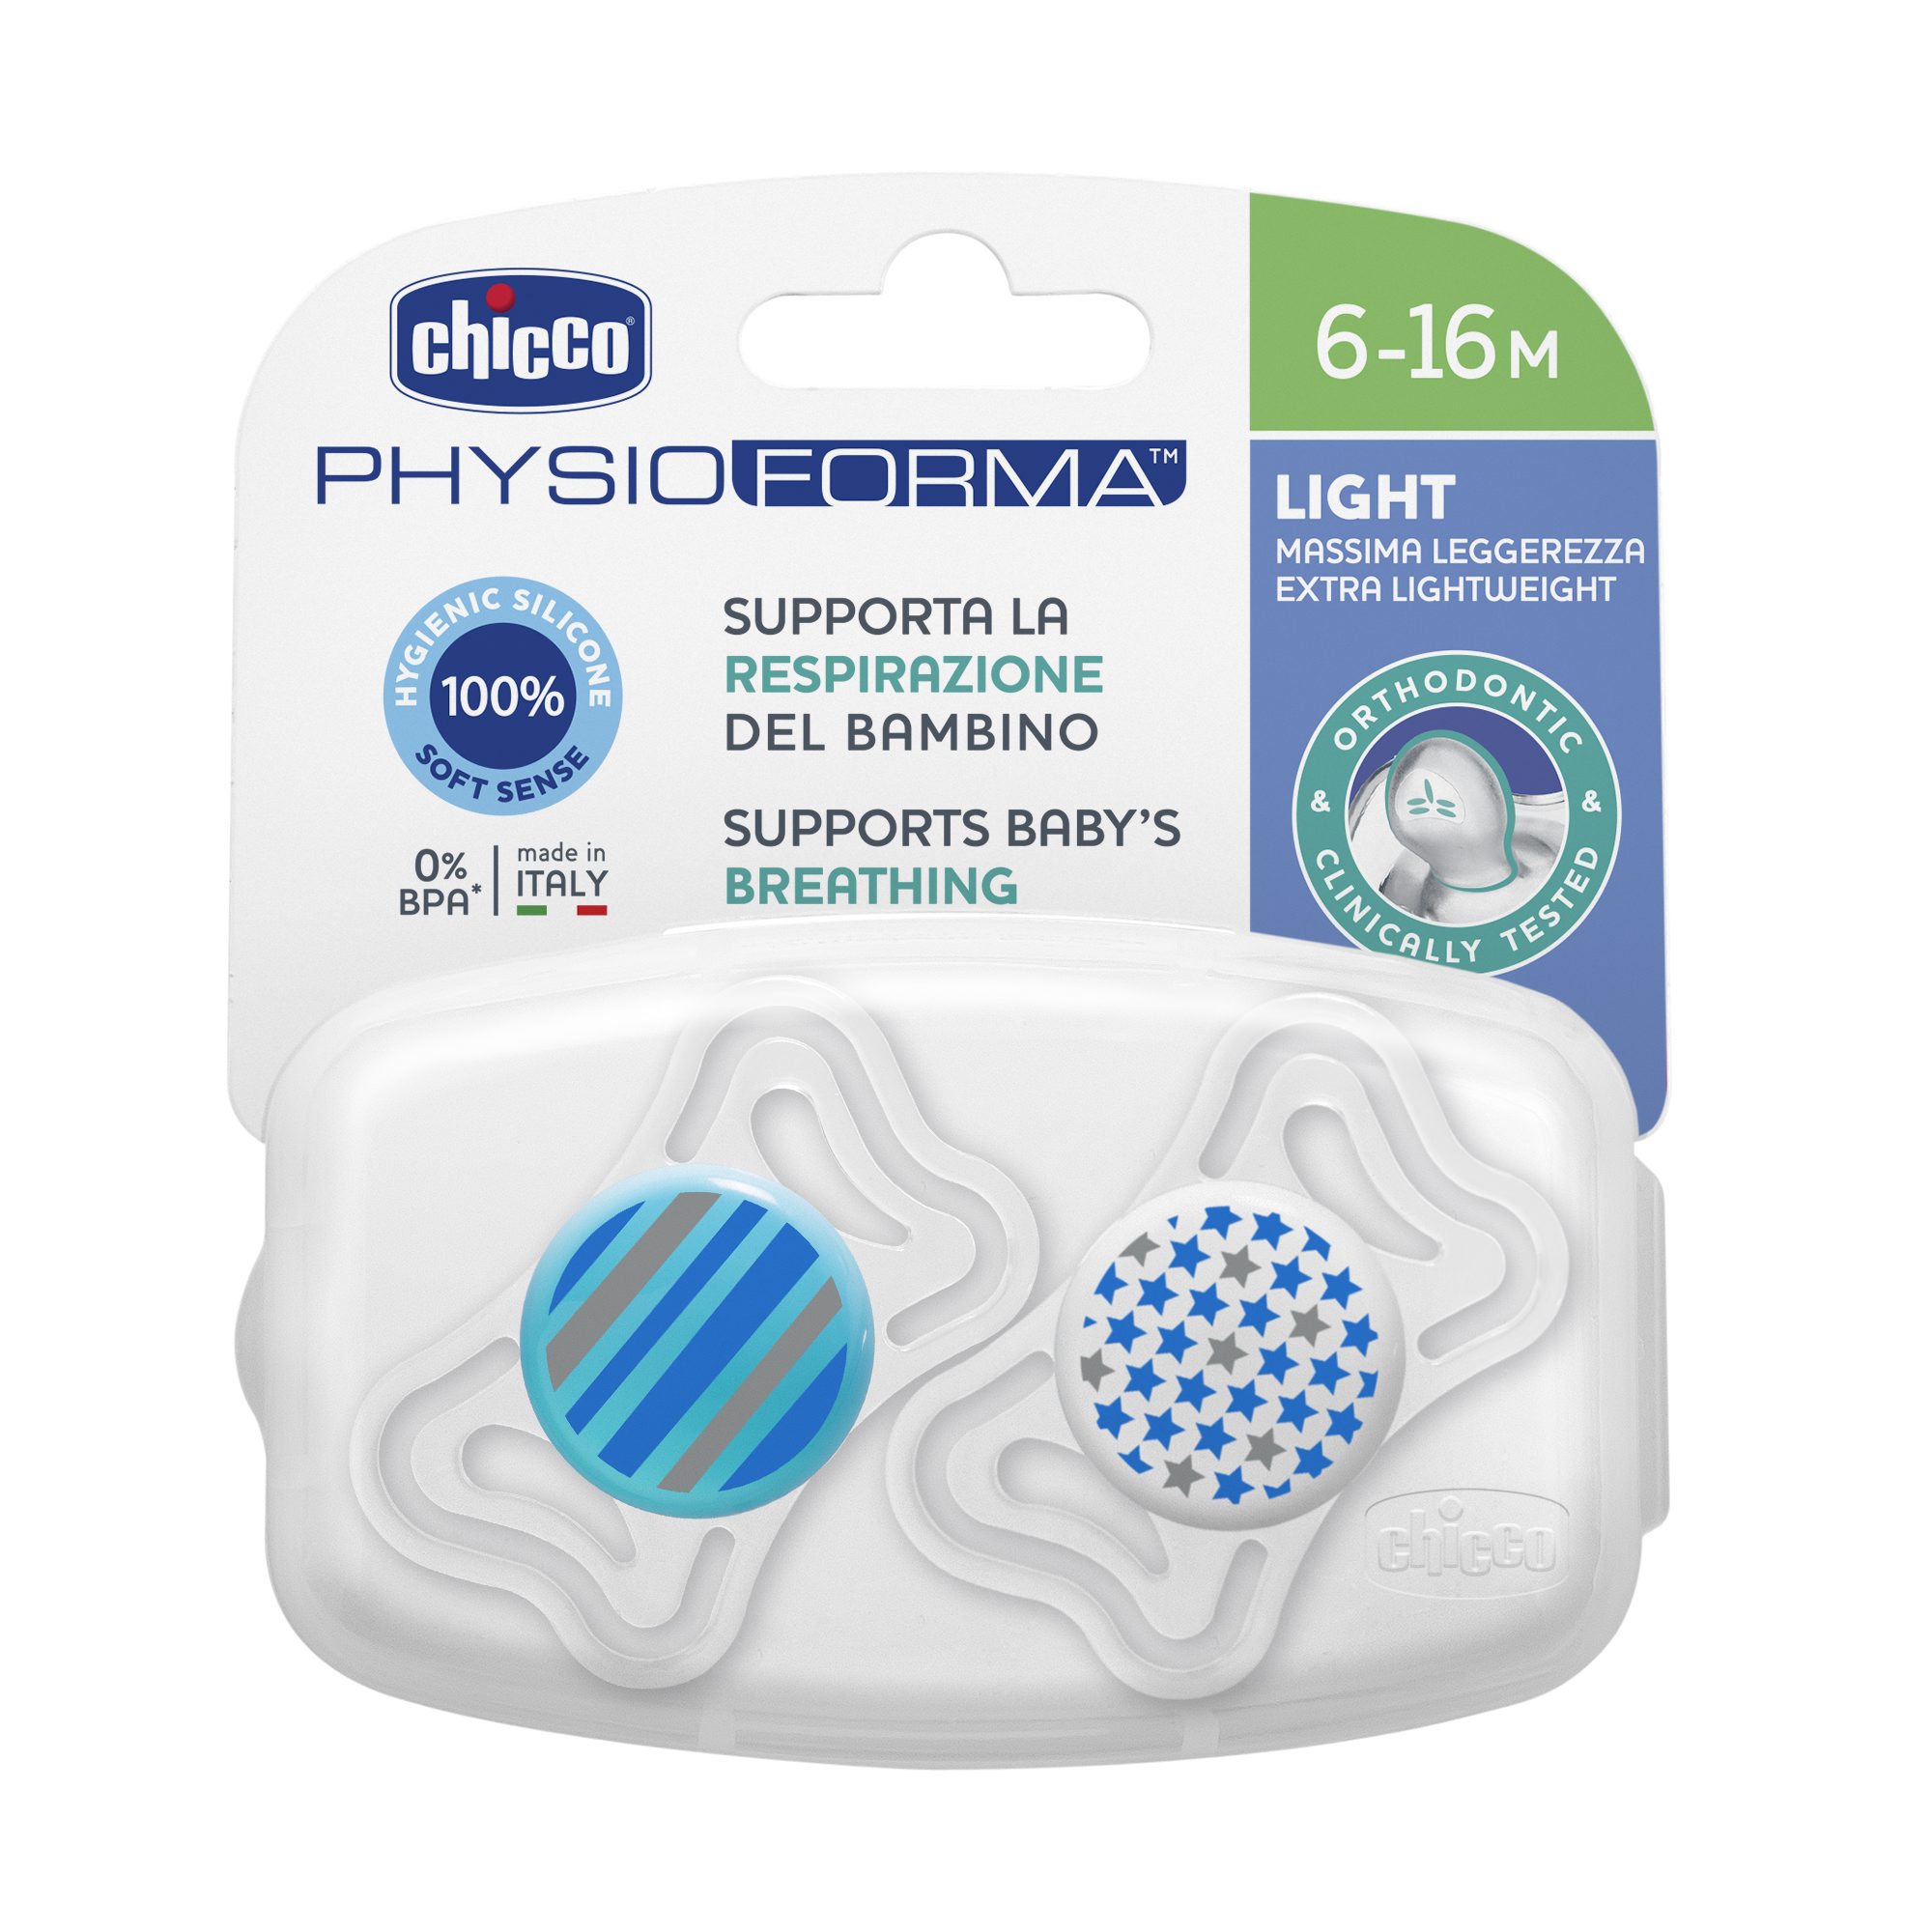 chicco®
6-16M
PHYSIOFORMA™
LIGHT
MASSIMA LEGGEREZZA
EXTRA LIGHTWEIGHT
HYGIENIC SILICONE
100%
SOFT SENSE
SUPPORTA LA
RESPIRAZIONE
DEL BAMBINO
SUPPORTS BABY'S
BREATHING
0%
BPA*
made in
ITALY
ORTHODONTIC
& CLINICALLY TESTED &
chicco